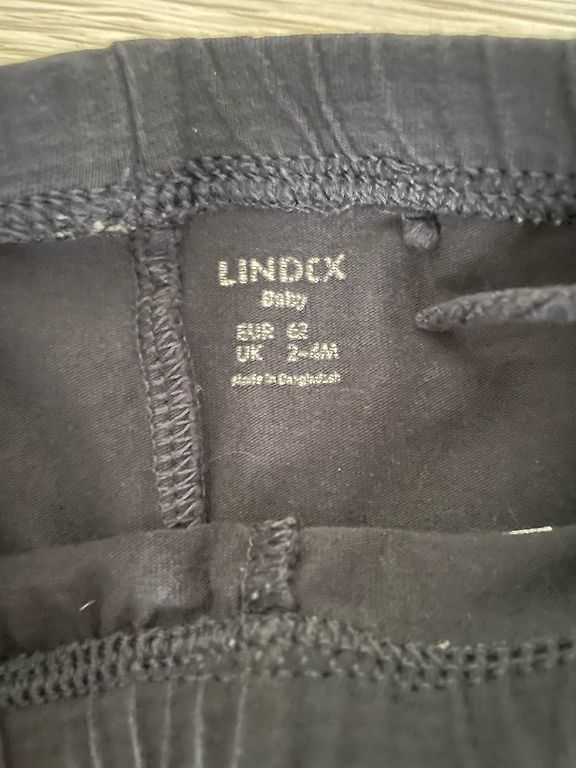 LINDEX
Baby
EUR 62
UK 2-4M
Made in Bangladesh